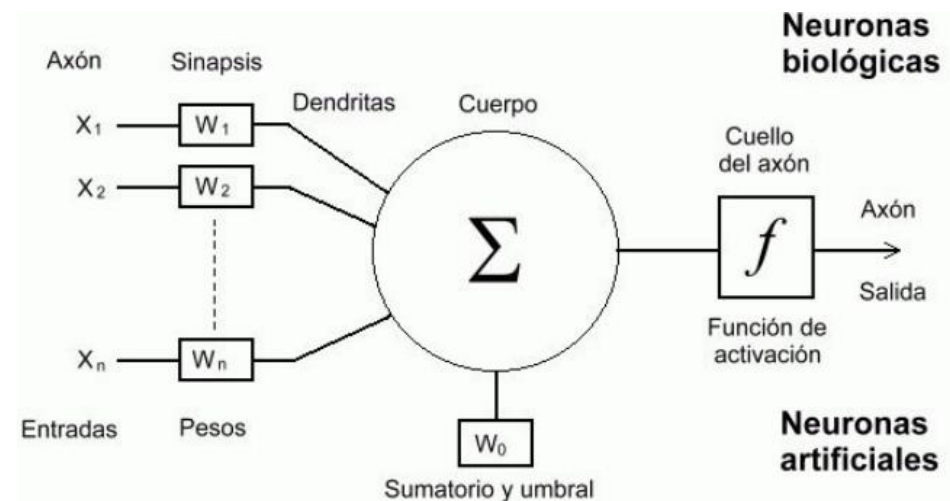 Neuronas
biológicas
Axón
Sinapsis
Dendritas
Cuerpo
Cuello
del axón
X₁
W₁
X₂
W₂
Σ
f
Axón
Salida
Función de
activación
Xₙ
Wₙ
Entradas
Pesos
W₀
Sumatorio y umbral
Neuronas
artificiales